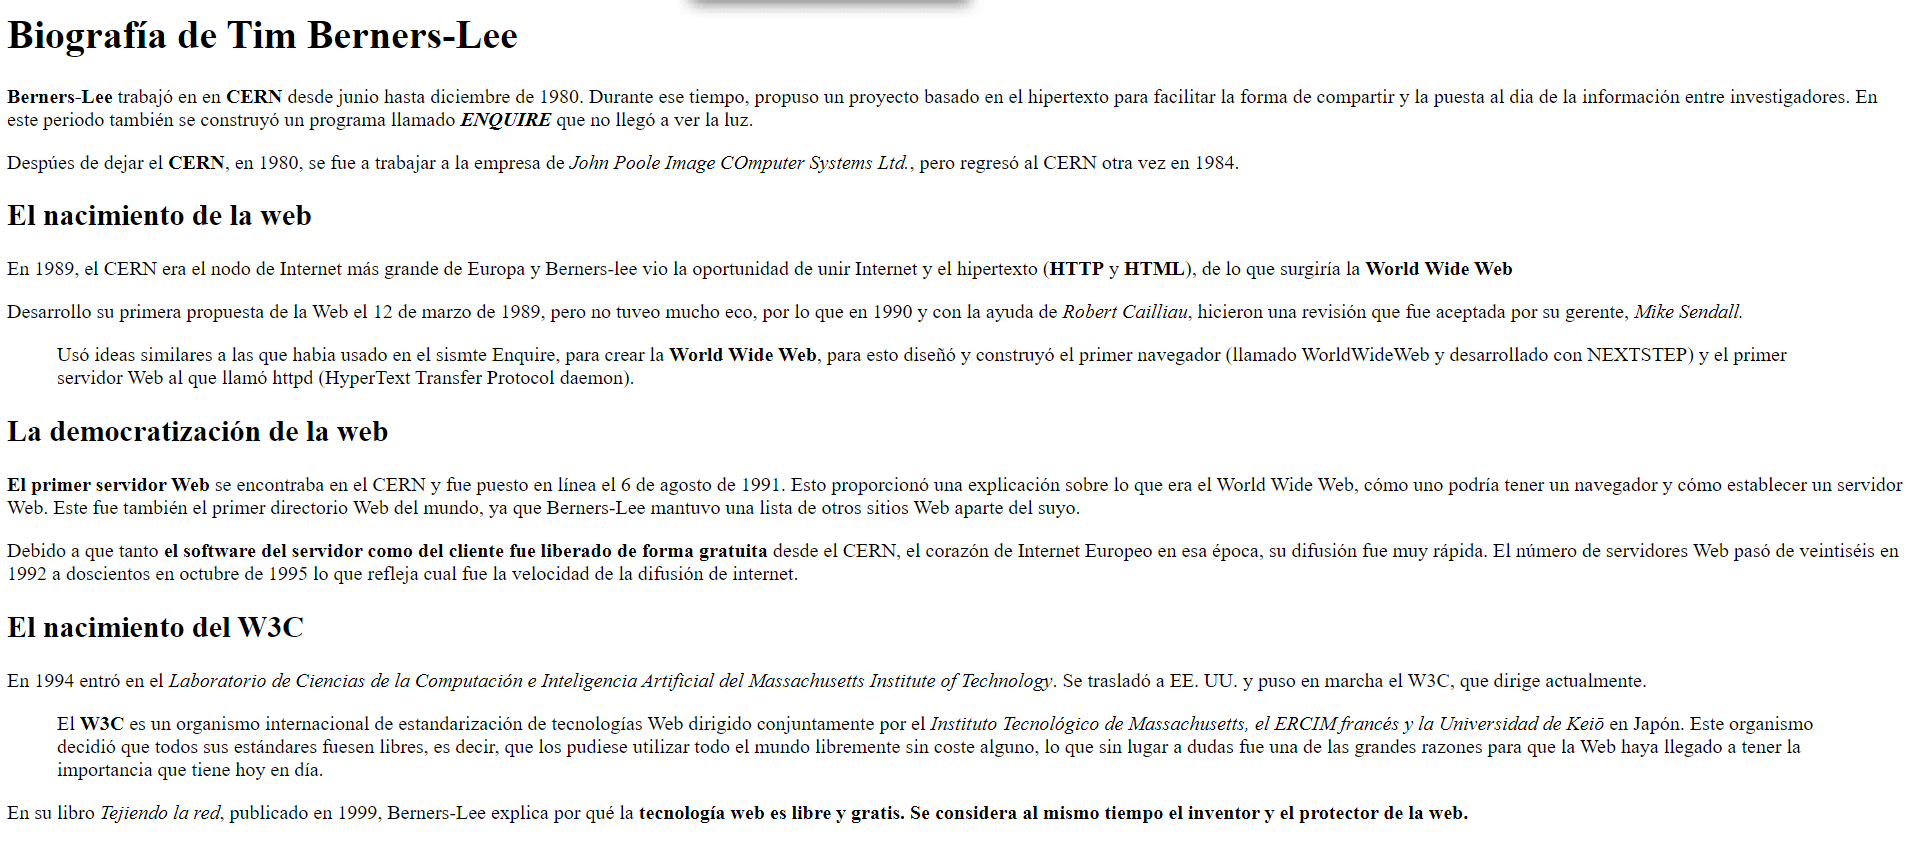 Biografía de Tim Berners-Lee
Berners-Lee trabajó en en CERN desde junio hasta diciembre de 1980. Durante ese tiempo, propuso un proyecto basado en el hipertexto para facilitar la forma de compartir y la puesta al dia de la información entre investigadores. En
este periodo también se construyó un programa llamado ENQUIRE que no llegó a ver la luz.
Despúes de dejar el CERN, en 1980, se fue a trabajar a la empresa de John Poole Image COmputer Systems Ltd., pero regresó al CERN otra vez en 1984.
El nacimiento de la web
En 1989, el CERN era el nodo de Internet más grande de Europa y Berners-lee vio la oportunidad de unir Internet y el hipertexto (HTTP y HTML), de lo que surgiría la World Wide Web
Desarrollo su primera propuesta de la Web el 12 de marzo de 1989, pero no tuveo mucho eco, por lo que en 1990 y con la ayuda de Robert Cailliau, hicieron una revisión que fue aceptada por su gerente, Mike Sendall.
Usó ideas similares a las que habia usado en el sismte Enquire, para crear la World Wide Web, para esto diseñó y construyó el primer navegador (llamado WorldWideWeb y desarrollado con NEXTSTEP) y el primer
servidor Web al que llamó httpd (HyperText Transfer Protocol daemon).
La democratización de la web
El primer servidor Web se encontraba en el CERN y fue puesto en línea el 6 de agosto de 1991. Esto proporcionó una explicación sobre lo que era el World Wide Web, cómo uno podría tener un navegador y cómo establecer un servidor
Web. Este fue también el primer directorio Web del mundo, ya que Berners-Lee mantuvo una lista de otros sitios Web aparte del suyo.
Debido a que tanto el software del servidor como del cliente fue liberado de forma gratuita desde el CERN, el corazón de Internet Europeo en esa época, su difusión fue muy rápida. El número de servidores Web pasó de veintiséis en
1992 a doscientos en octubre de 1995 lo que refleja cual fue la velocidad de la difusión de internet.
El nacimiento del W3C
En 1994 entró en el Laboratorio de Ciencias de la Computación e Inteligencia Artificial del Massachusetts Institute of Technology. Se trasladó a EE. UU. y puso en marcha el W3C, que dirige actualmente.
El W3C es un organismo internacional de estandarización de tecnologías Web dirigido conjuntamente por el Instituto Tecnológico de Massachusetts, el ERCIM francés y la Universidad de Keiō en Japón. Este organismo
decidió que todos sus estándares fuesen libres, es decir, que los pudiese utilizar todo el mundo libremente sin coste alguno, lo que sin lugar a dudas fue una de las grandes razones para que la Web haya llegado a tener la
importancia que tiene hoy en día.
En su libro Tejiendo la red, publicado en 1999, Berners-Lee explica por qué la tecnología web es libre y gratis. Se considera al mismo tiempo el inventor y el protector de la web.